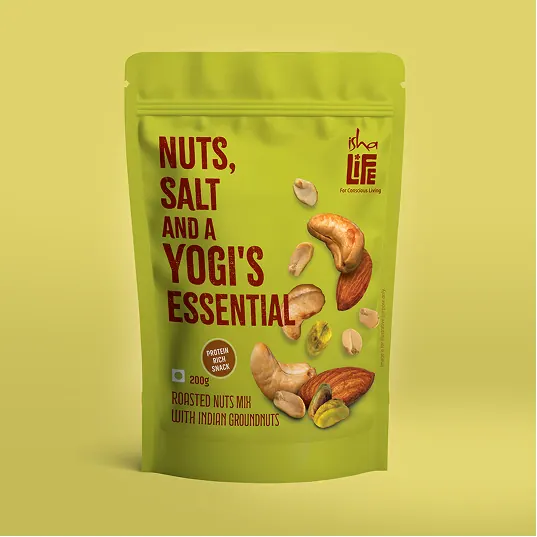 NUTS,
SALT
AND A
YOGI'S
ESSENTIAL
isha
LIFE
For Conscious Living
PROTEIN
RICH
SNACK
200g
ROASTED NUTS MIX
WITH INDIAN GROUNDNUTS